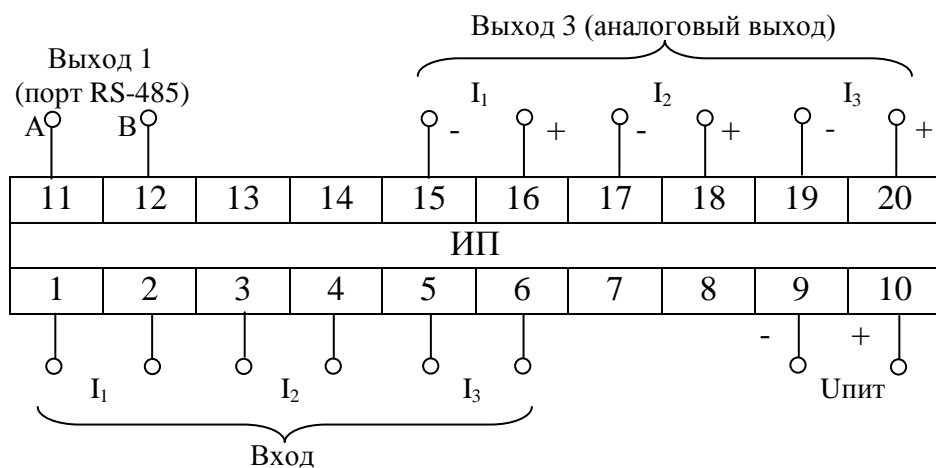 Выход 3 (аналоговый выход)
Выход 1
(порт RS-485)
I₁ I₂ I₃
A B - + - + - +
11 12 13 14 15 16 17 18 19 20
ИП
1 2 3 4 5 6 7 8 9 10
- +
I₁ I₂ I₃ Uпит
Вход